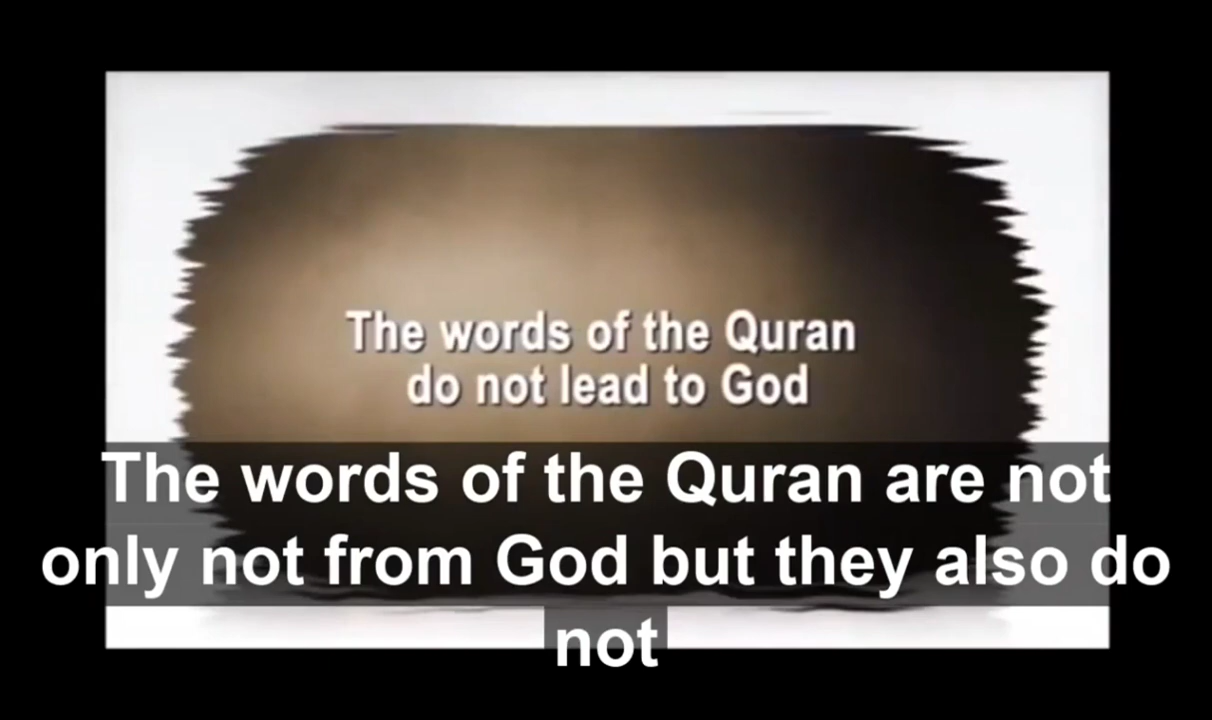 The words of the Quran
do not lead to God
The words of the Quran are not
only not from God but they also do
not